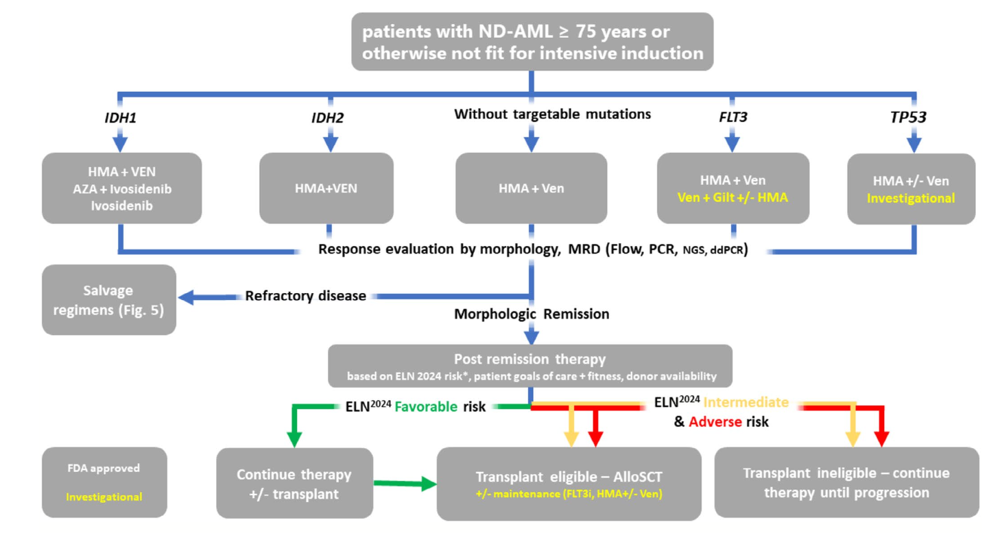 patients with ND-AML ≥ 75 years or
otherwise not fit for intensive induction
IDH1
IDH2
Without targetable mutations
FLT3
TP53
HMA + VEN
AZA + Ivosidenib
Ivosidenib
HMA+VEN
HMA + Ven
HMA + Ven
Ven + Gilt +/- HMA
HMA +/- Ven
Investigational
Response evaluation by morphology, MRD (Flow, PCR, NGS, ddPCR)
Salvage
regimens (Fig. 5)
Refractory disease
Morphologic Remission
Post remission therapy
based on ELN 2024 risk*, patient goals of care + fitness, donor availability
ELN²⁰²⁴ Favorable risk
ELN²⁰²⁴ Intermediate
& Adverse risk
FDA approved
Investigational
Continue therapy
+/- transplant
Transplant eligible – AlloSCT
+/- maintenance (FLT3i, HMA+/- Ven)
Transplant ineligible – continue
therapy until progression